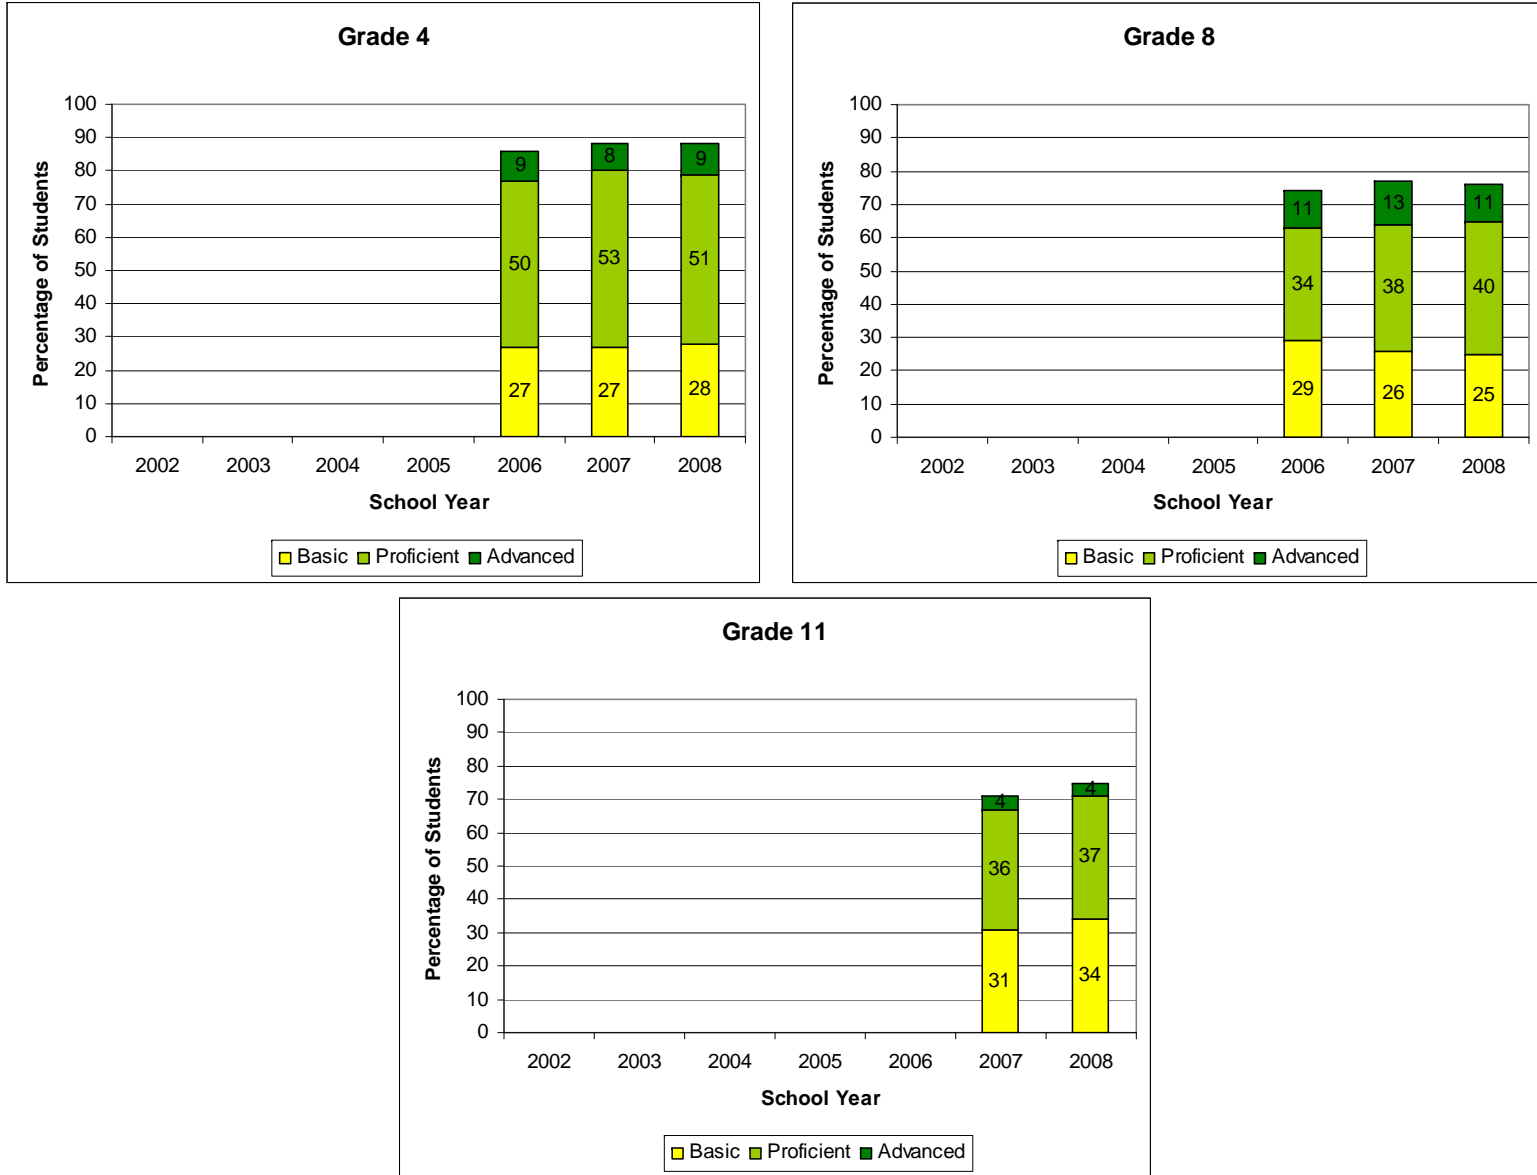 Grade 4
100
90
80
70
60
50
40
30
20
10
0
Percentage of Students
9 8 9
50 53 51
27 27 28
2002 2003 2004 2005 2006 2007 2008
School Year
Basic Proficient Advanced
Grade 8
100
90
80
70
60
50
40
30
20
10
0
Percentage of Students
11 13 11
34 38 40
29 26 25
2002 2003 2004 2005 2006 2007 2008
School Year
Basic Proficient Advanced
Grade 11
100
90
80
70
60
50
40
30
20
10
0
Percentage of Students
4 4
36 37
31 34
2002 2003 2004 2005 2006 2007 2008
School Year
Basic Proficient Advanced